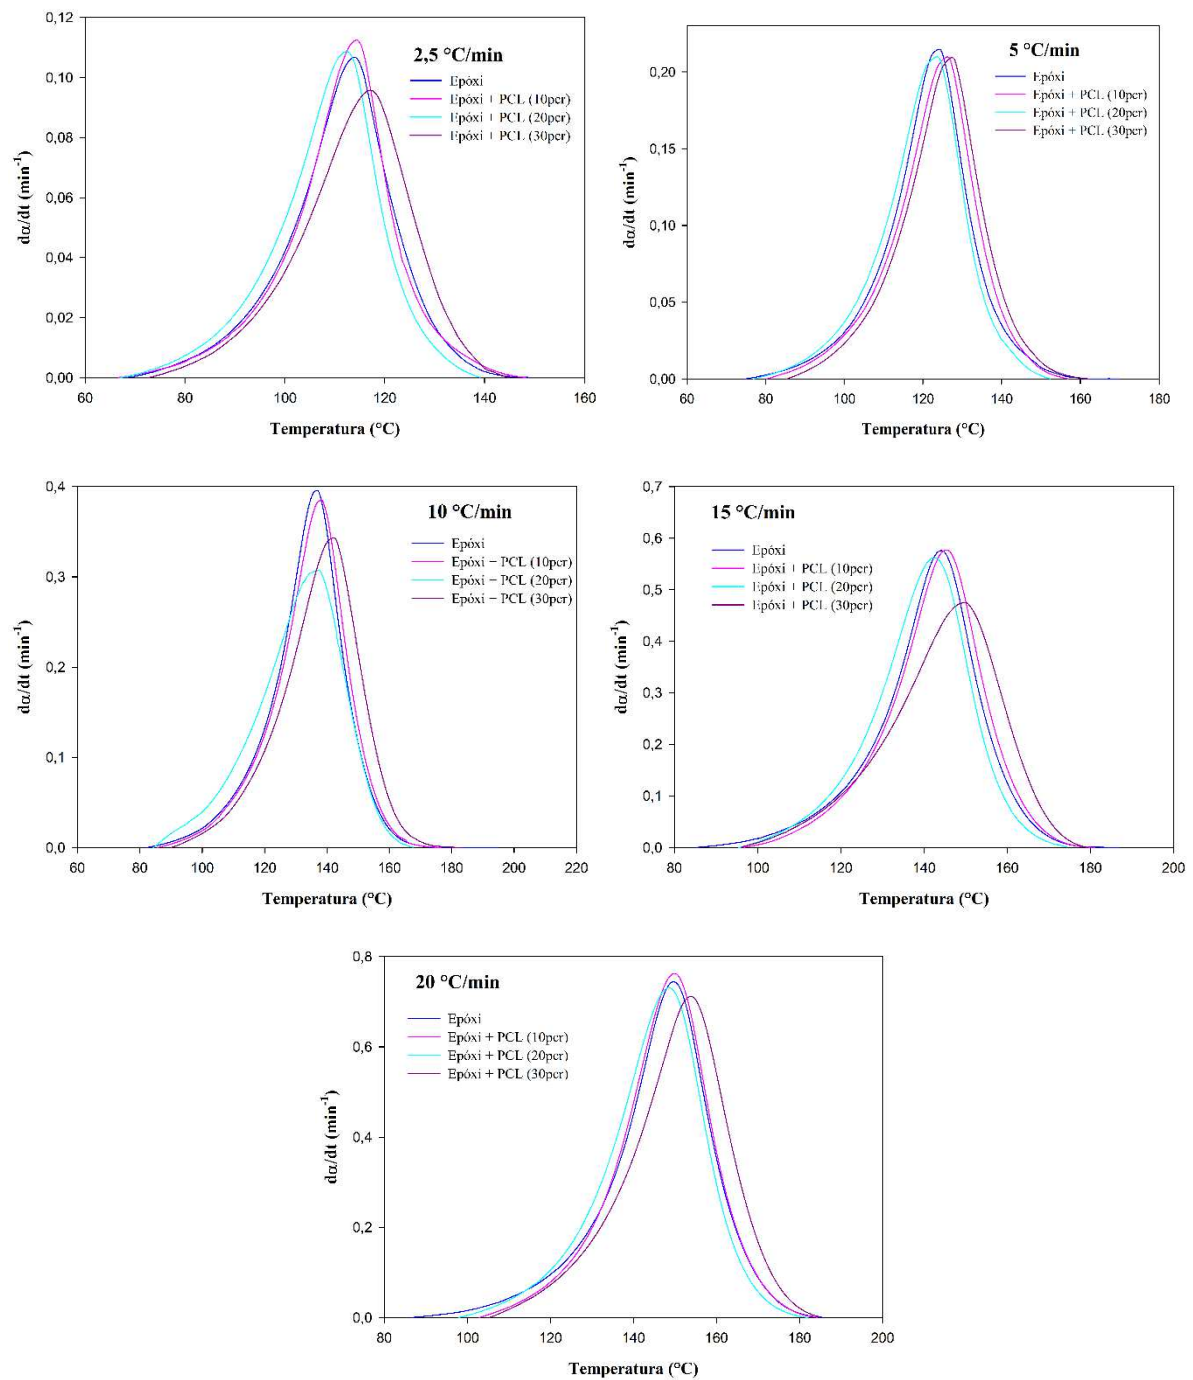 2,5 °C/min
Epóxi
Epóxi + PCL (10pcr)
Epóxi + PCL (20pcr)
Epóxi + PCL (30pcr)
dα/dt (min⁻¹)
0,12
0,10
0,08
0,06
0,04
0,02
0,00
60 80 100 120 140 160
Temperatura (°C)
5 °C/min
Epóxi
Epóxi + PCL (10pcr)
Epóxi + PCL (20pcr)
Epóxi + PCL (30pcr)
dα/dt (min⁻¹)
0,20
0,15
0,10
0,05
0,00
60 80 100 120 140 160 180
Temperatura (°C)
10 °C/min
Epóxi
Epóxi – PCL (10pcr)
Epóxi – PCL (20pcr)
Epóxi – PCL (30pcr)
dα/dt (min⁻¹)
0,4
0,3
0,2
0,1
0,0
60 80 100 120 140 160 180 200 220
Temperatura (°C)
15 °C/min
Epóxi
Epóxi + PCL (10pcr)
Epóxi + PCL (20pcr)
Epóxi + PCL (30pcr)
dα/dt (min⁻¹)
0,7
0,6
0,5
0,4
0,3
0,2
0,1
0,0
80 100 120 140 160 180 200
Temperatura (°C)
20 °C/min
Epóxi
Epóxi + PCL (10pcr)
Epóxi + PCL (20pcr)
Epóxi + PCL (30pcr)
dα/dt (min⁻¹)
0,8
0,6
0,4
0,2
0,0
80 100 120 140 160 180 200
Temperatura (°C)